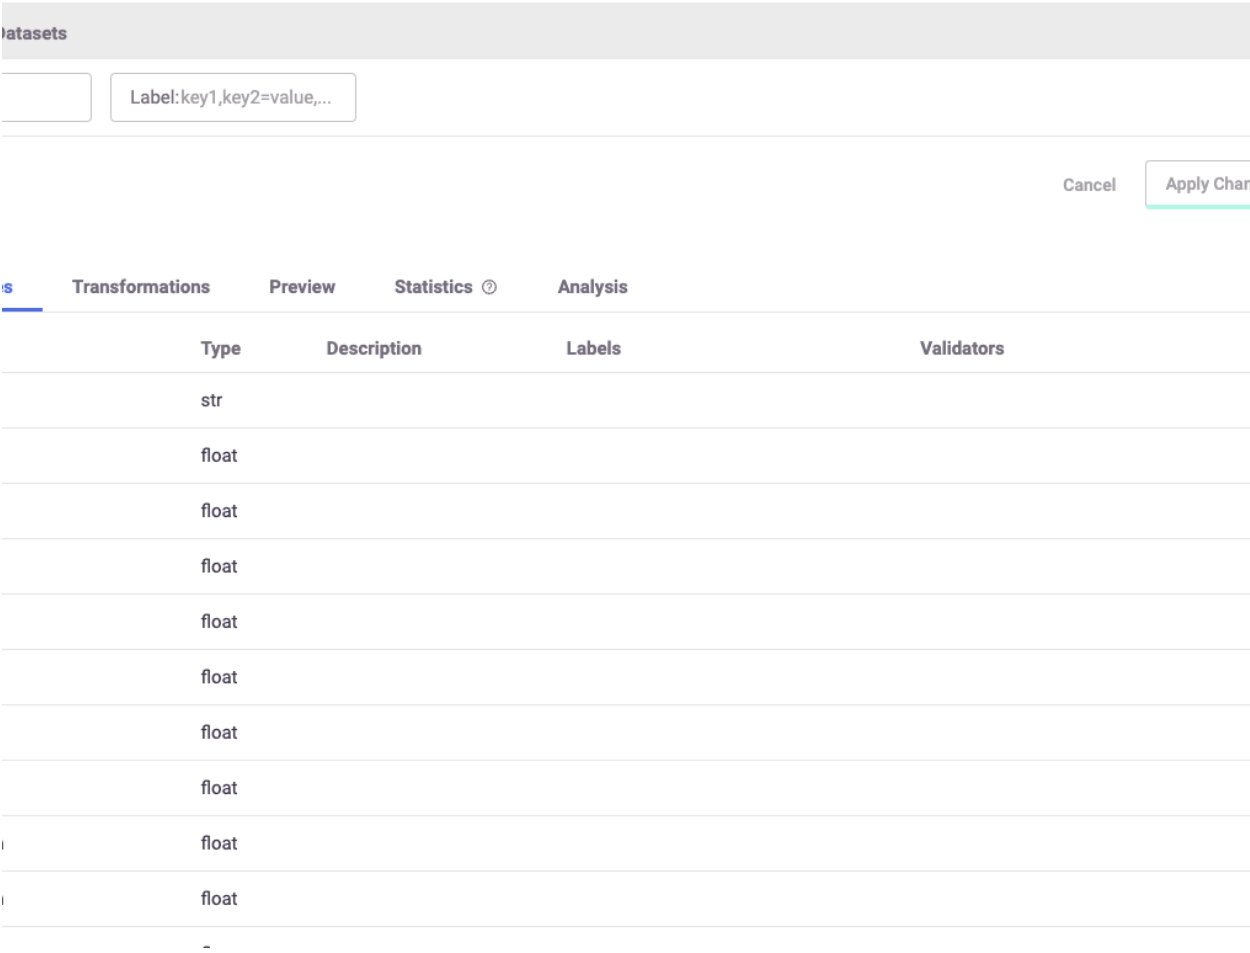 Datasets
Label:key1,key2=value,...
Cancel
Transformations Preview Statistics Analysis
Type Description Labels Validators
str
float
float
float
float
float
float
float
float
float